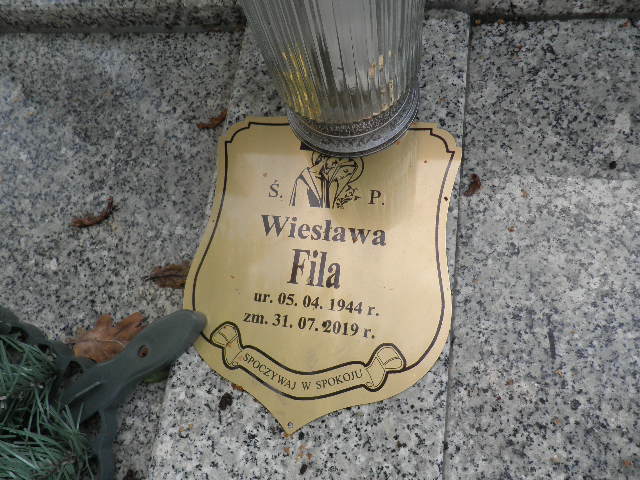 Ś. P.
Wiesława
Fila
ur. 05. 04. 1944 r.
zm. 31. 07. 2019 r.
SPOCZYWAJ W SPOKOJU